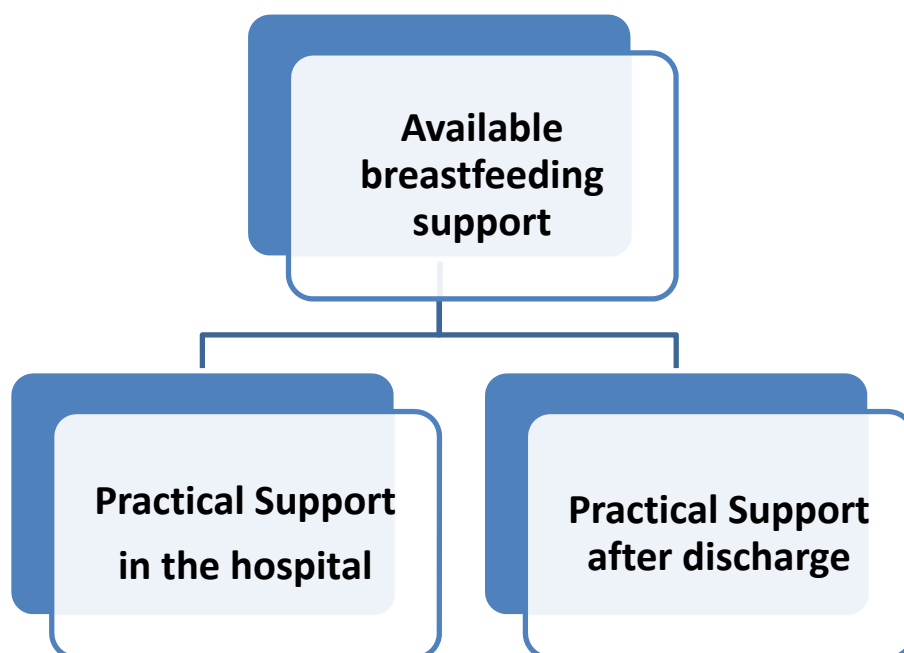 Available
breastfeeding
support
Practical Support
in the hospital
Practical Support
after discharge